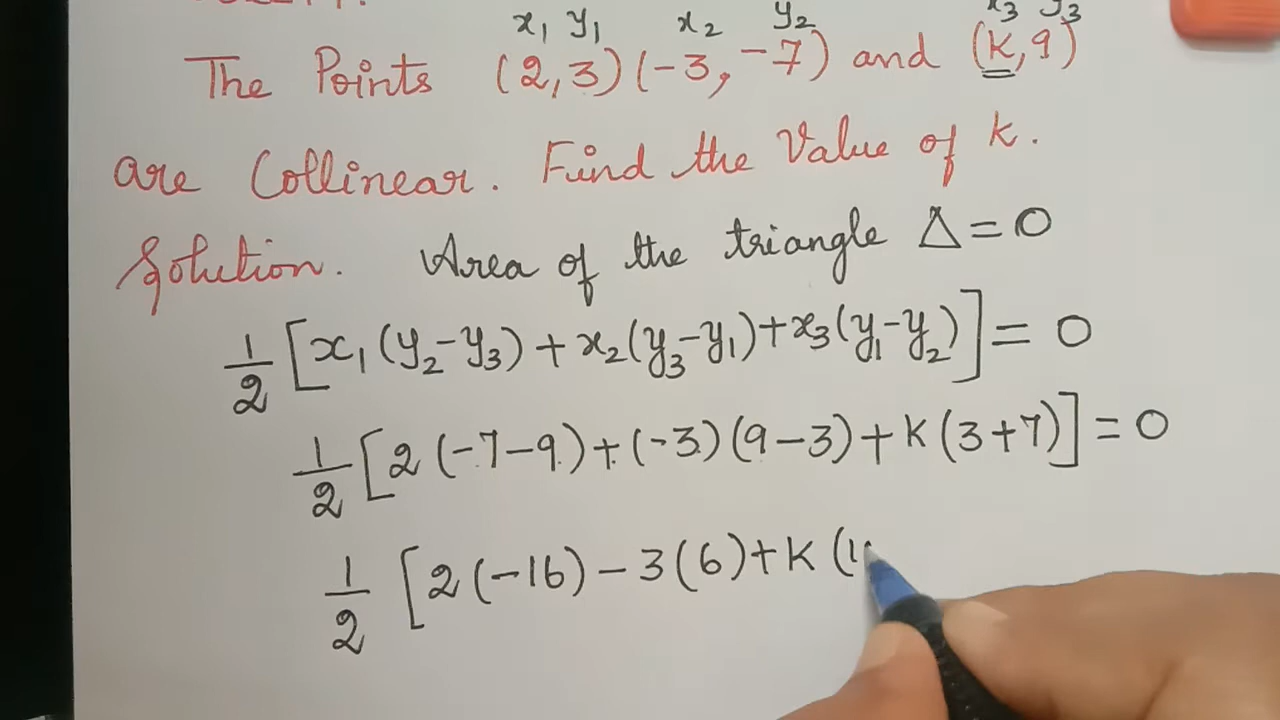 x₁ y₁ x₂ y₂ x₃ y₃
The Points (2,3)(-3,-7) and (k,9)
are Collinear. Find the Value of k.
Solution. Area of the triangle Δ=0
1/2 [x₁(y₂-y₃)+x₂(y₃-y₁)+x₃(y₁-y₂)]=0
1/2 [2(-7-9)+(-3)(9-3)+k(3+7)]=0
1/2 [2(-16)-3(6)+k(1